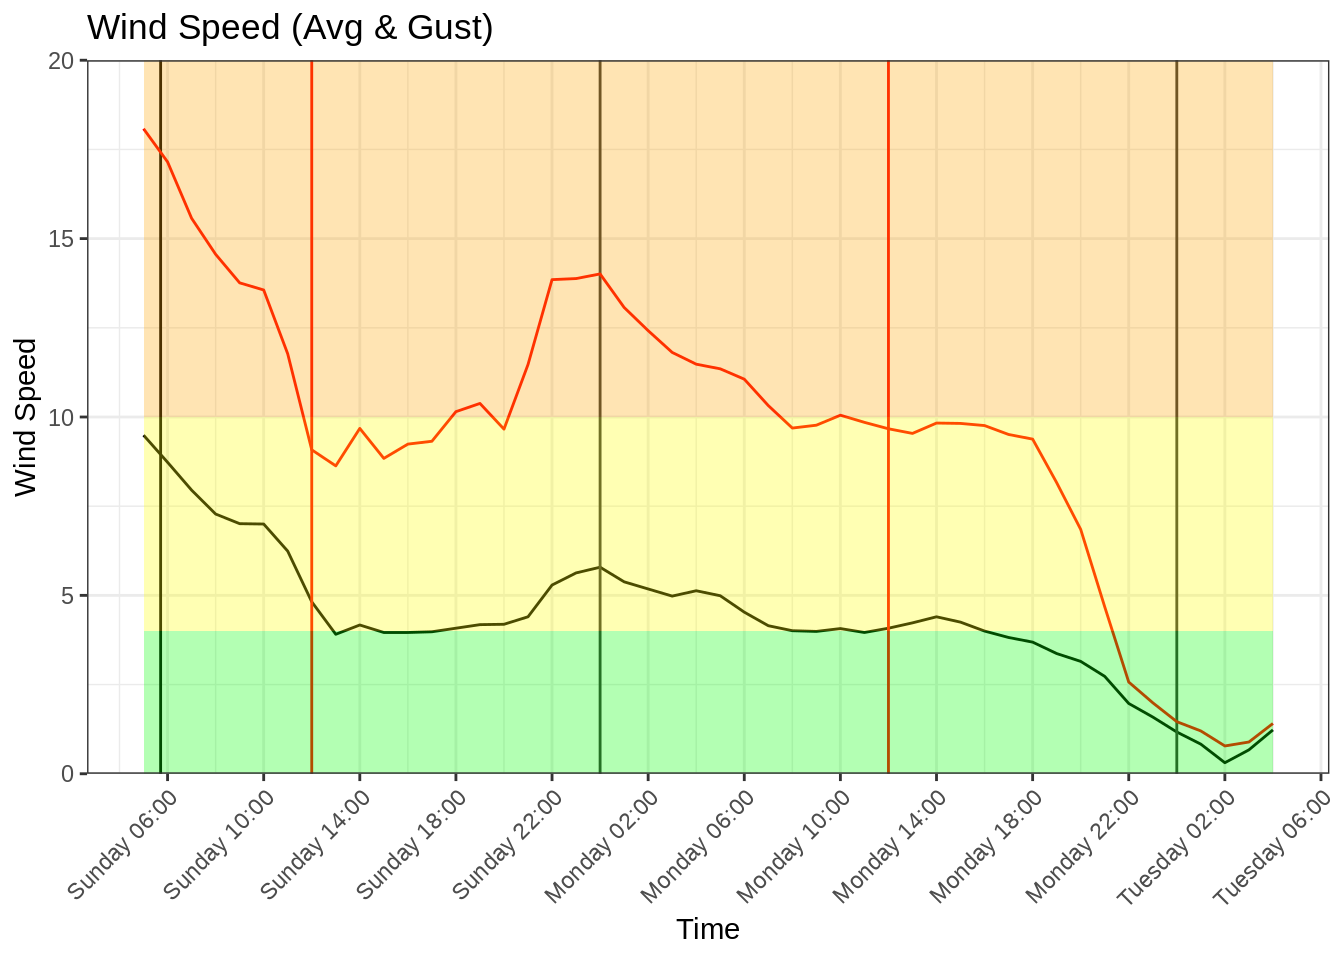 Wind Speed (Avg & Gust)
20
15
10
5
0
Wind Speed
Sunday 06:00
Sunday 10:00
Sunday 14:00
Sunday 18:00
Sunday 22:00
Monday 02:00
Monday 06:00
Monday 10:00
Monday 14:00
Monday 18:00
Monday 22:00
Tuesday 02:00
Tuesday 06:00
Time